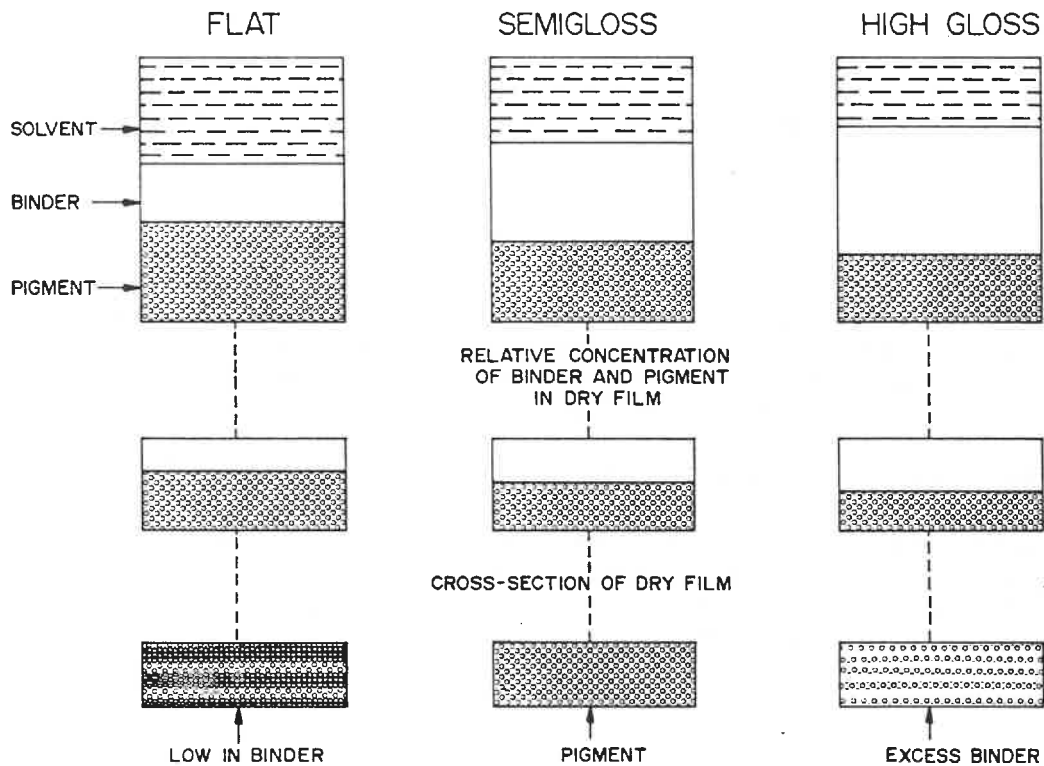 FLAT
SEMIGLOSS
HIGH GLOSS
SOLVENT
BINDER
PIGMENT
RELATIVE CONCENTRATION
OF BINDER AND PIGMENT
IN DRY FILM
CROSS-SECTION OF DRY FILM
LOW IN BINDER
PIGMENT
EXCESS BINDER